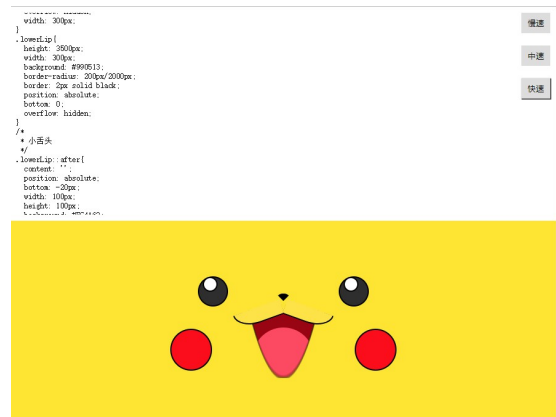 width: 300px;
}
.lowerLip{
height: 3500px;
width: 300px;
background: #990513;
border-radius: 200px/2000px;
border: 2px solid black;
position: absolute;
bottom: 0;
overflow: hidden;
}
/*
* 小舌头
*/
.lowerLip::after{
content: '';
position: absolute;
bottom: -20px;
width: 100px;
height: 100px;
慢速
中速
快速